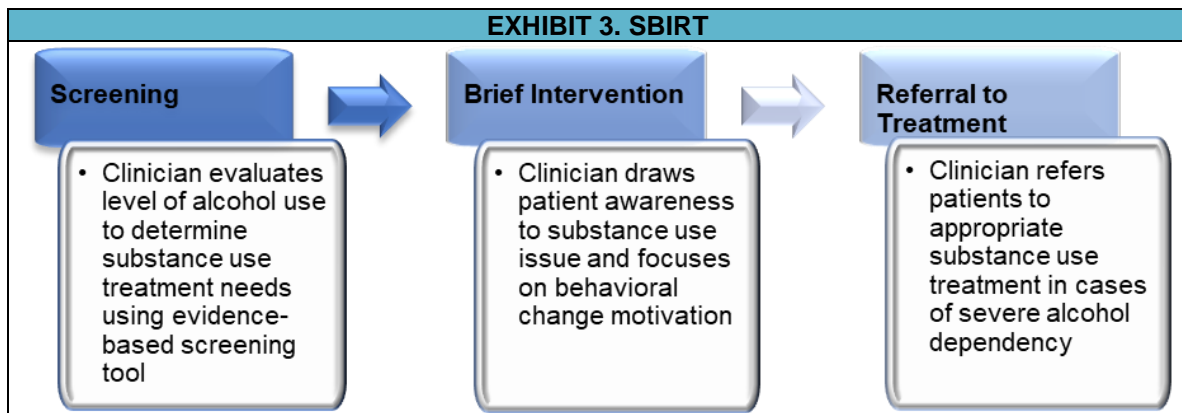 EXHIBIT 3. SBIRT
Screening
• Clinician evaluates
level of alcohol use
to determine
substance use
treatment needs
using evidence-
based screening
tool
Brief Intervention
• Clinician draws
patient awareness
to substance use
issue and focuses
on behavioral
change motivation
Referral to
Treatment
• Clinician refers
patients to
appropriate
substance use
treatment in cases
of severe alcohol
dependency